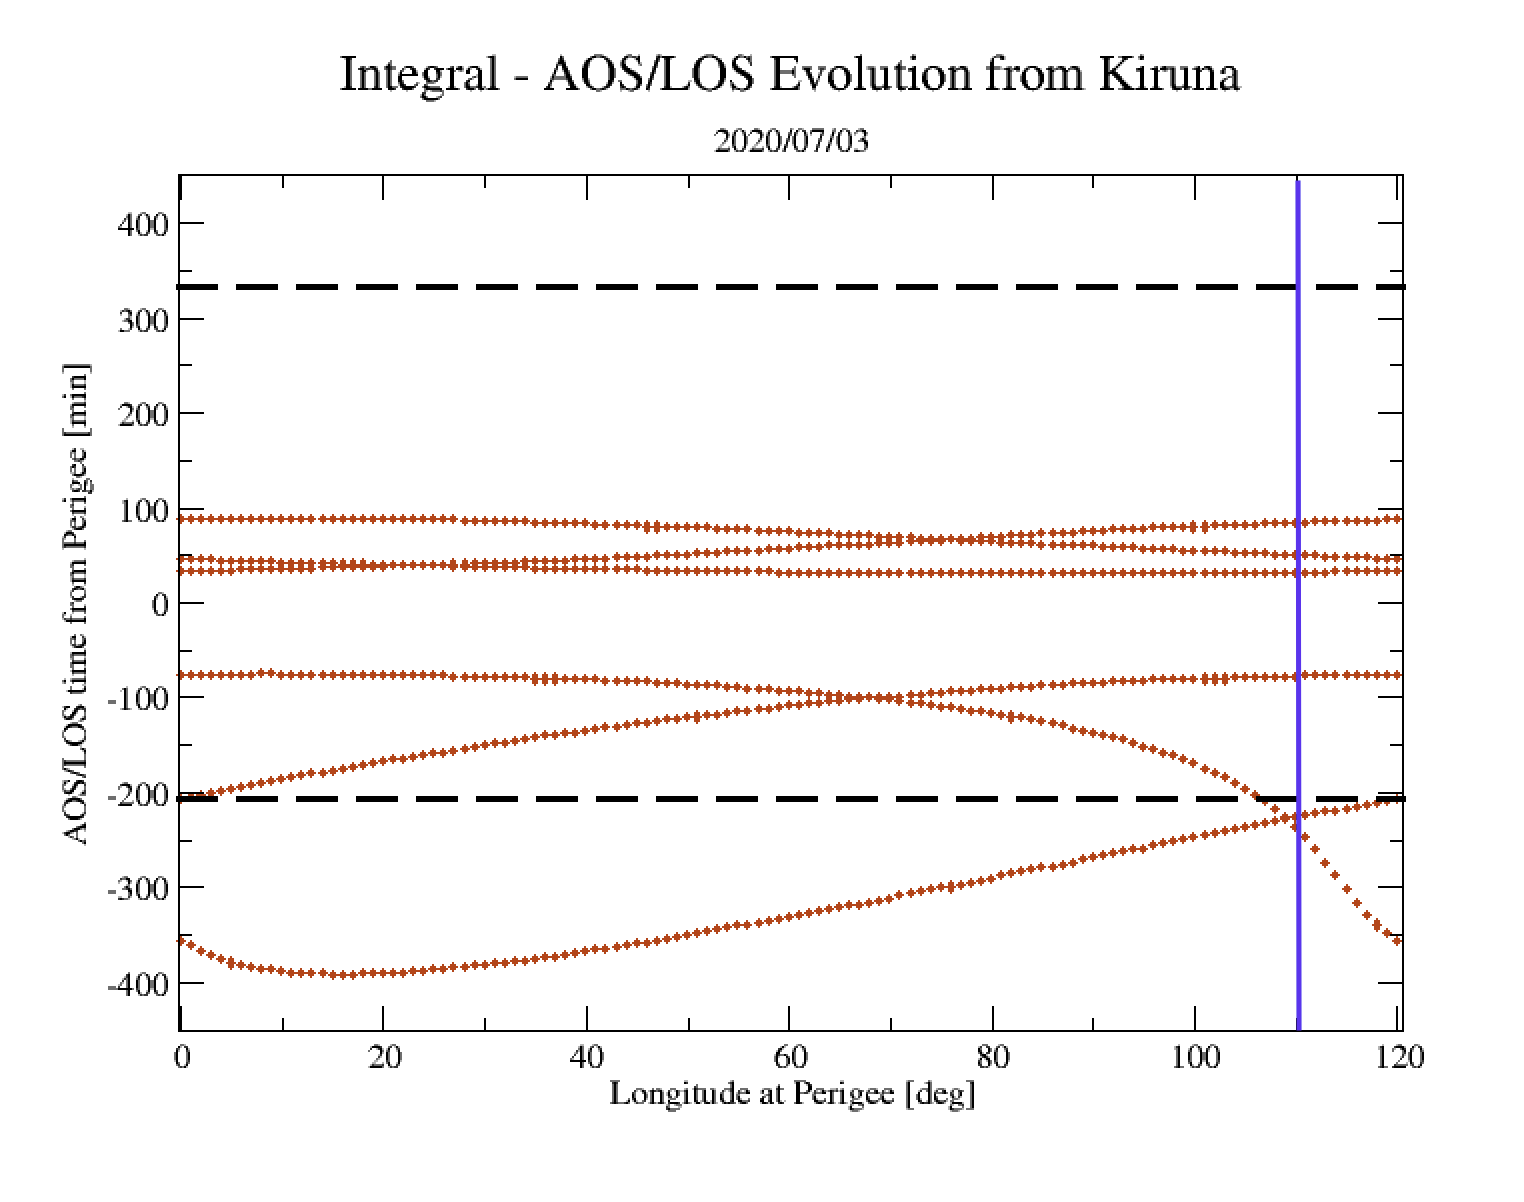 Integral - AOS/LOS Evolution from Kiruna
2020/07/03
AOS/LOS time from Perigee [min]
400
300
200
100
0
-100
-200
-300
-400
0 20 40 60 80 100 120
Longitude at Perigee [deg]